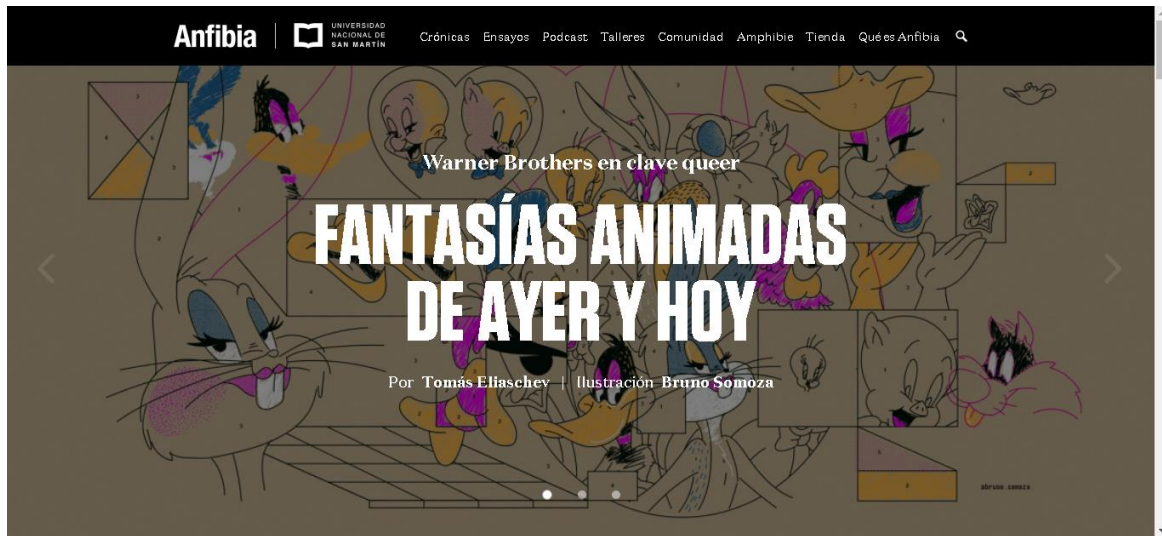 Anfibia
UNIVERSIDAD
NACIONAL DE
SAN MARTÍN
Crónicas Ensayos Podcast Talleres Comunidad Amphibie Tienda Qué es Anfibia
Warner Brothers en clave queer
FANTASÍAS ANIMADAS
DE AYER Y HOY
Por Tomás Eliaschev | Ilustración Bruno Somoza